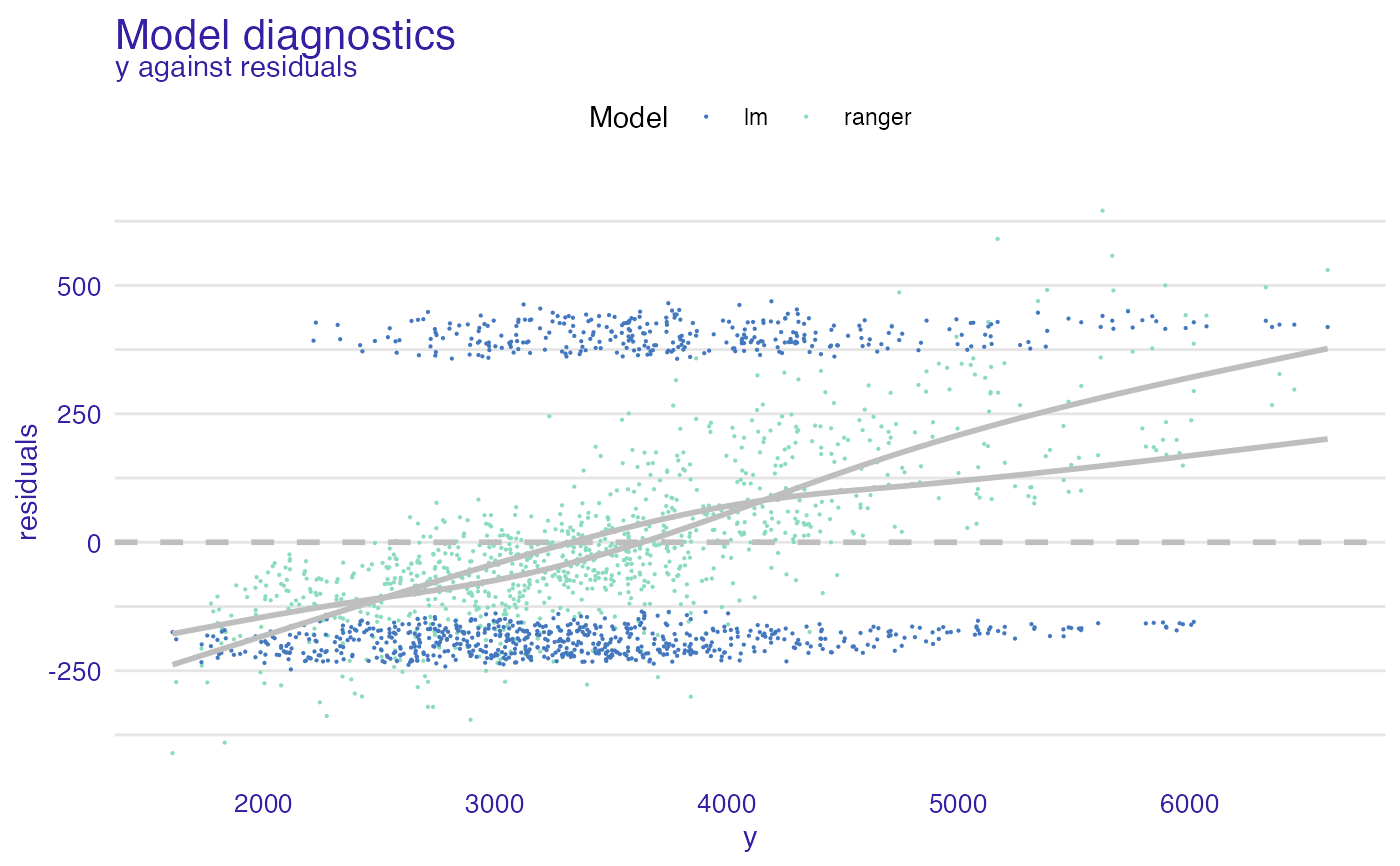 Model diagnostics
y against residuals
Model lm ranger
residuals
500
250
0
-250
2000 3000 4000 5000 6000
y